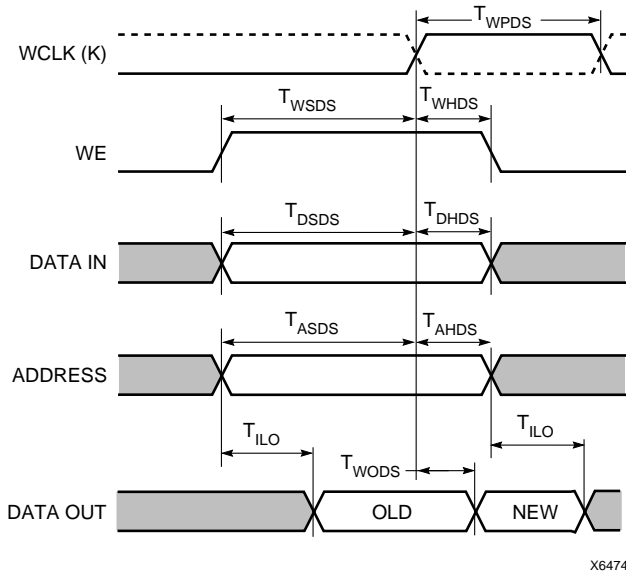 T_WPDS
WCLK (K)
T_WSDS T_WHDS
WE
T_DSDS T_DHDS
DATA IN
T_ASDS T_AHDS
ADDRESS
T_ILO T_ILO
T_WODS
DATA OUT OLD NEW
X6474